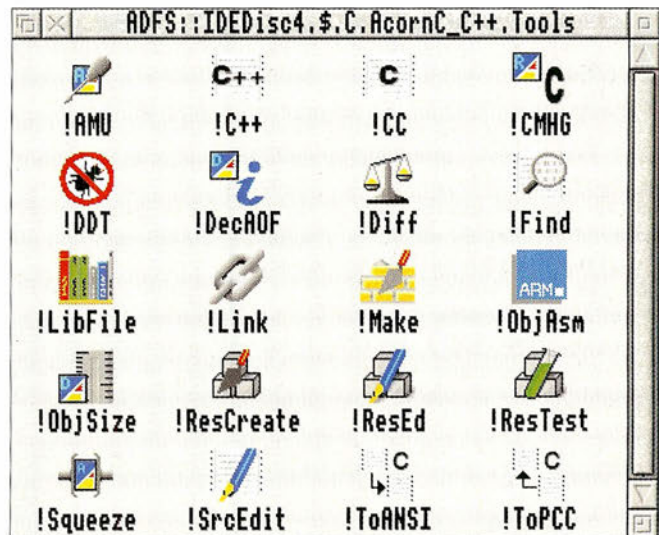 ADFS::IDEDisc4.$.C.AcornC_C++.Tools
C++ C C
!AMU !C++ !CC !CMHG
!DDT !DecAOF !Diff !Find
ARM
!LibFile !Link !Make !ObjAsm
!ObjSize !ResCreate !ResEd !ResTest
C C
!Squeeze !SrcEdit !ToANSI !ToPCC